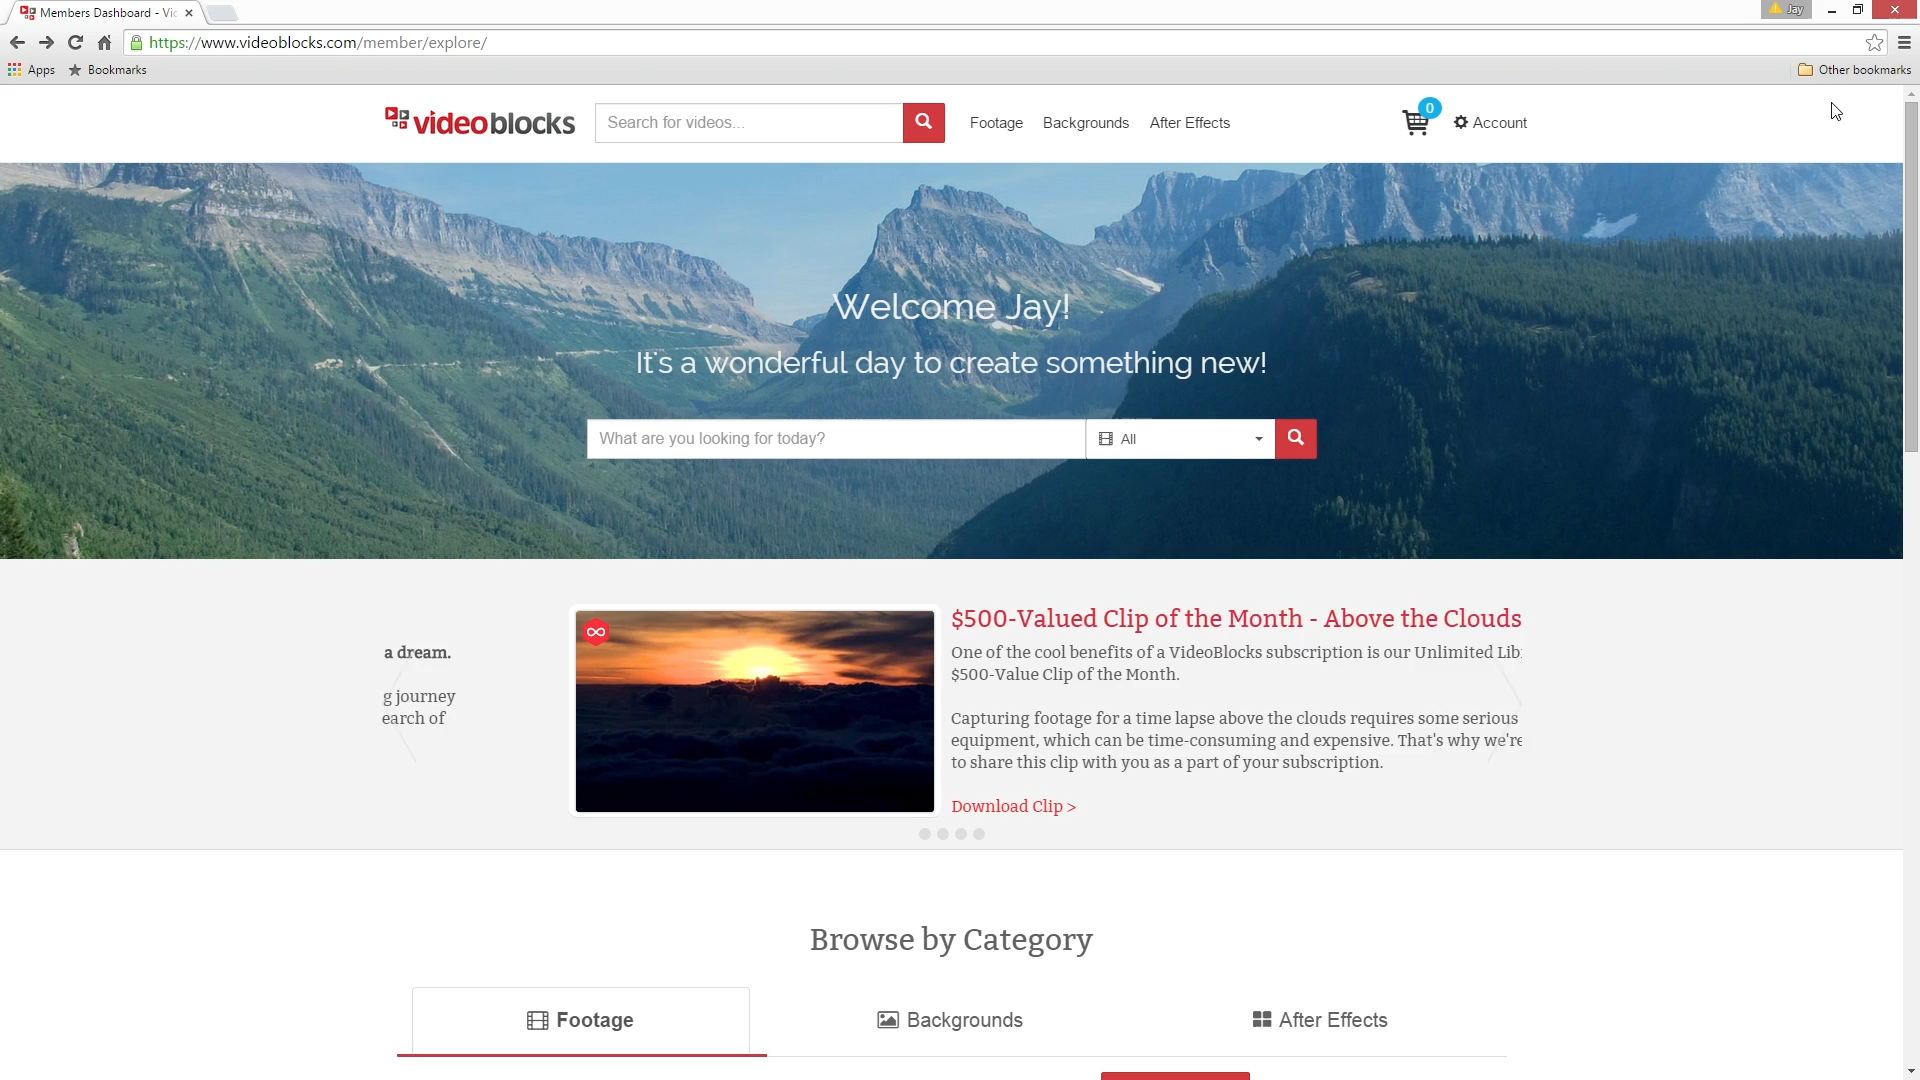 Members Dashboard - Vic
Jay
https://www.videoblocks.com/member/explore/
Apps
Bookmarks
Other bookmarks
videoblocks
Search for videos...
Footage
Backgrounds
After Effects
0
Account
Welcome Jay!
It's a wonderful day to create something new!
What are you looking for today?
All
$500-Valued Clip of the Month - Above the Clouds
a dream.
One of the cool benefits of a VideoBlocks subscription is our Unlimited Lib
$500-Value Clip of the Month.
g journey
earch of
Capturing footage for a time lapse above the clouds requires some serious
equipment, which can be time-consuming and expensive. That's why we're
to share this clip with you as a part of your subscription.
Download Clip >
Browse by Category
Footage
Backgrounds
After Effects